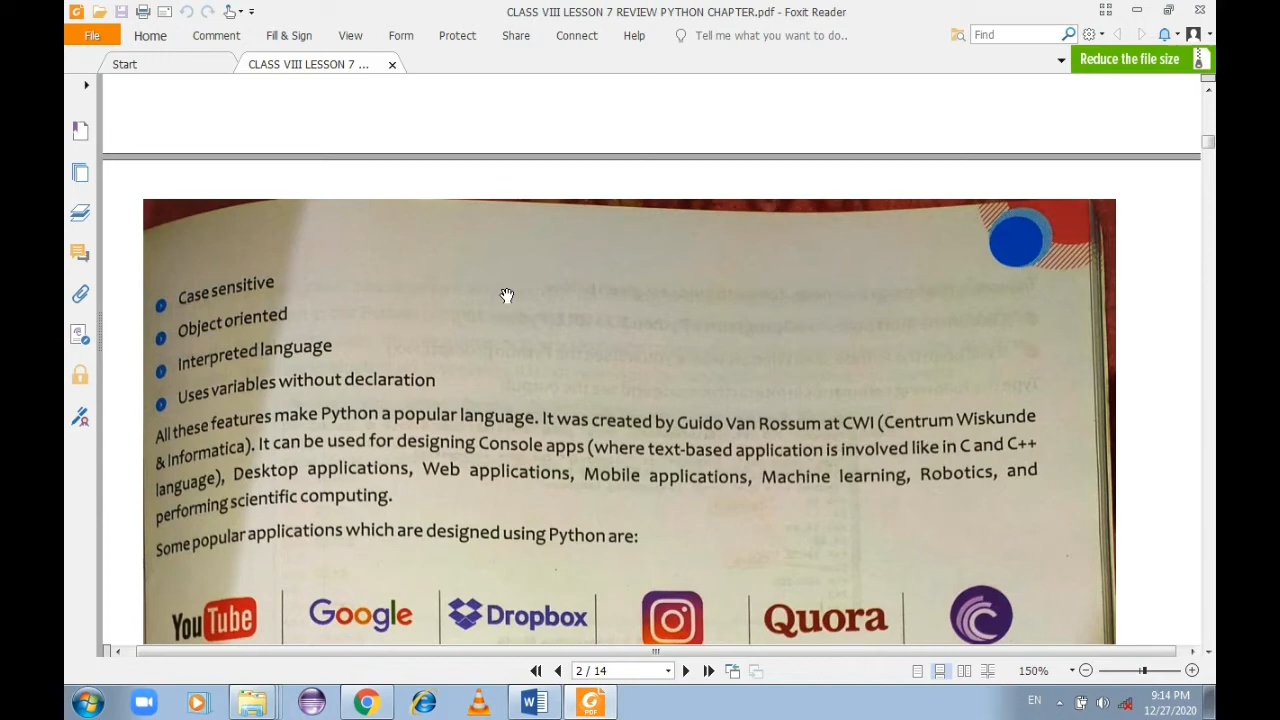 CLASS VIII LESSON 7 REVIEW PYTHON CHAPTER.pdf - Foxit Reader
File Home Comment Fill & Sign View Form Protect Share Connect Help Tell me what you want to do.. Find
Start CLASS VIII LESSON 7 ... Reduce the file size
Case sensitive
Object oriented
Interpreted language
Uses variables without declaration
All these features make Python a popular language. It was created by Guido Van Rossum at CWI (Centrum Wiskunde
& Informatica). It can be used for designing Console apps (where text-based application is involved like in C and C++
language), Desktop applications, Web applications, Mobile applications, Machine learning, Robotics, and
performing scientific computing.
Some popular applications which are designed using Python are:
YouTube Google Dropbox Quora
2 / 14 150%
EN 9:14 PM
12/27/2020